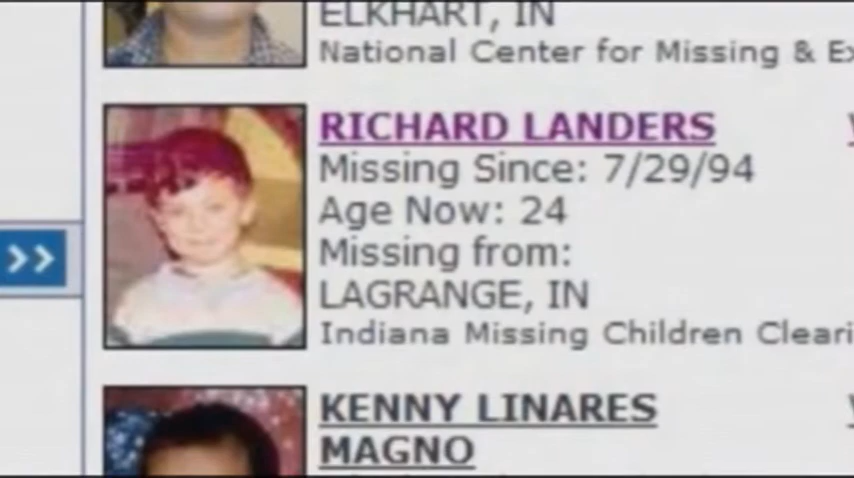 ELKHART, IN
National Center for Missing & Ex
RICHARD LANDERS
Missing Since: 7/29/94
Age Now: 24
Missing from:
LAGRANGE, IN
Indiana Missing Children Cleari
KENNY LINARES
MAGNO